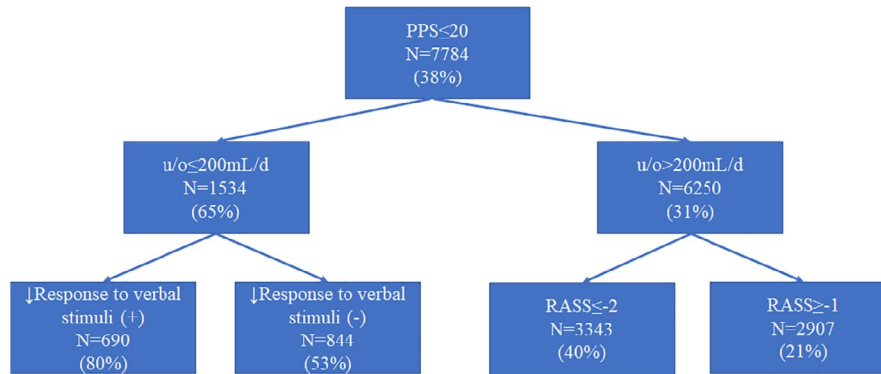 PPS≤20
N=7784
(38%)
u/o≤200mL/d
N=1534
(65%)
u/o>200mL/d
N=6250
(31%)
↓Response to verbal
stimuli (+)
N=690
(80%)
↓Response to verbal
stimuli (-)
N=844
(53%)
RASS≤-2
N=3343
(40%)
RASS≥-1
N=2907
(21%)